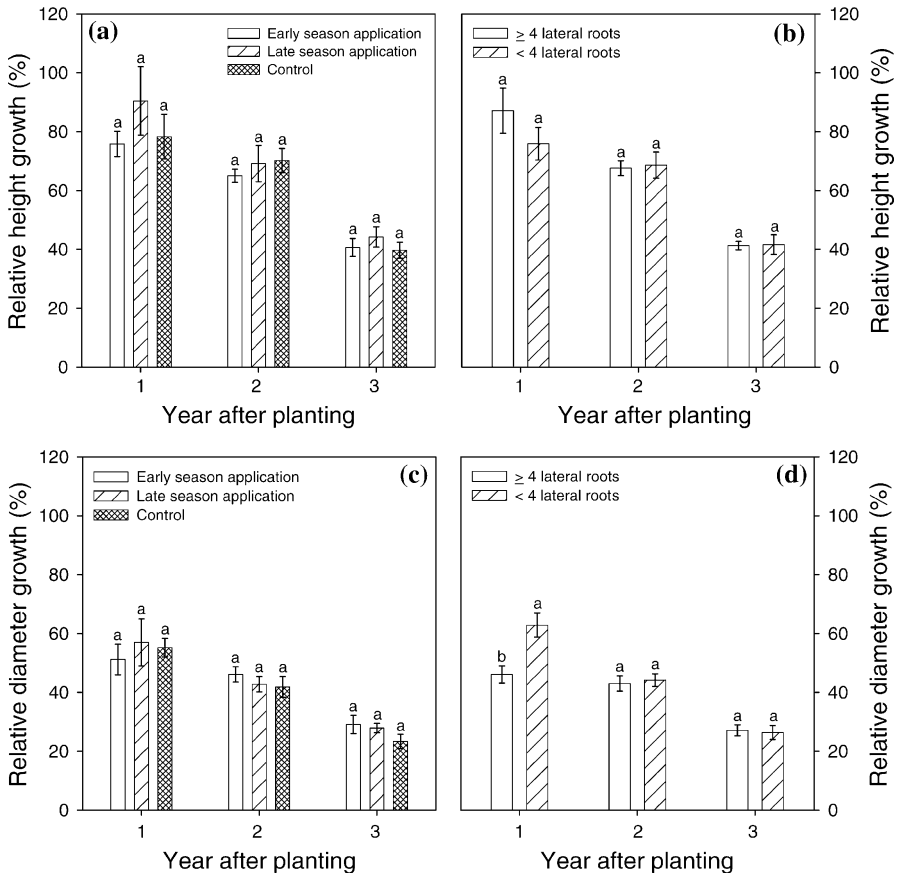 (a)
Early season application
Late season application
Control
120
100
80
60
40
20
0
Relative height growth (%)
a a a
a a a
a a a
1 2 3
Year after planting
(b)
≥ 4 lateral roots
< 4 lateral roots
120
100
80
60
40
20
0
Relative height growth (%)
a a
a a
a a
1 2 3
Year after planting
(c)
Early season application
Late season application
Control
120
100
80
60
40
20
0
Relative diameter growth (%)
a a a
a a a
a a a
1 2 3
Year after planting
(d)
≥ 4 lateral roots
< 4 lateral roots
120
100
80
60
40
20
0
Relative diameter growth (%)
b a
a a
a a
1 2 3
Year after planting